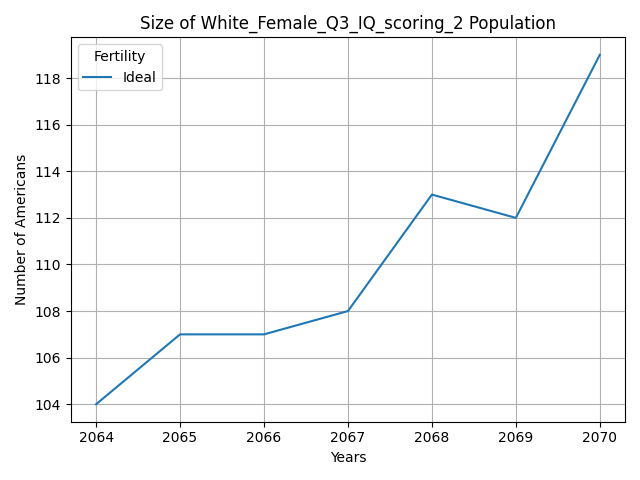 Size of White_Female_Q3_IQ_scoring_2 Population
Fertility
Ideal
Number of Americans
118
116
114
112
110
108
106
104
2064 2065 2066 2067 2068 2069 2070
Years